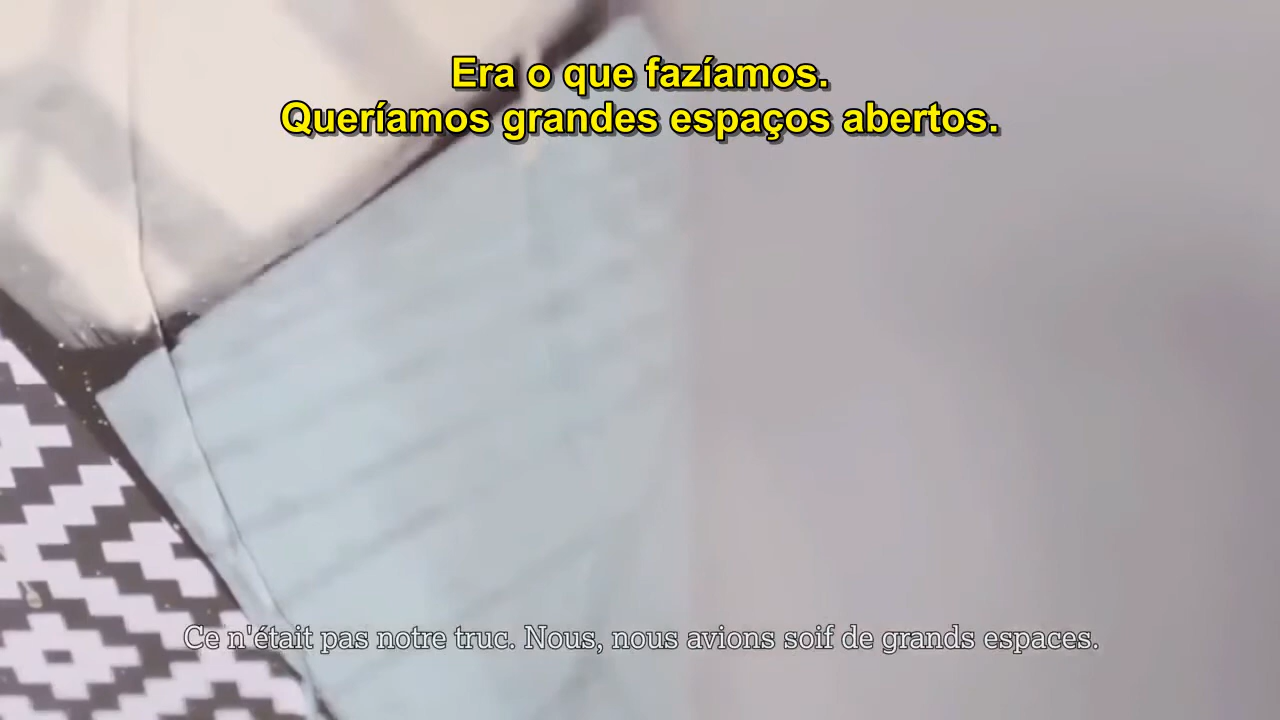 Era o que fazíamos.
Queríamos grandes espaços abertos.
Ce n'était pas notre truc. Nous, nous avions soif de grands espaces.